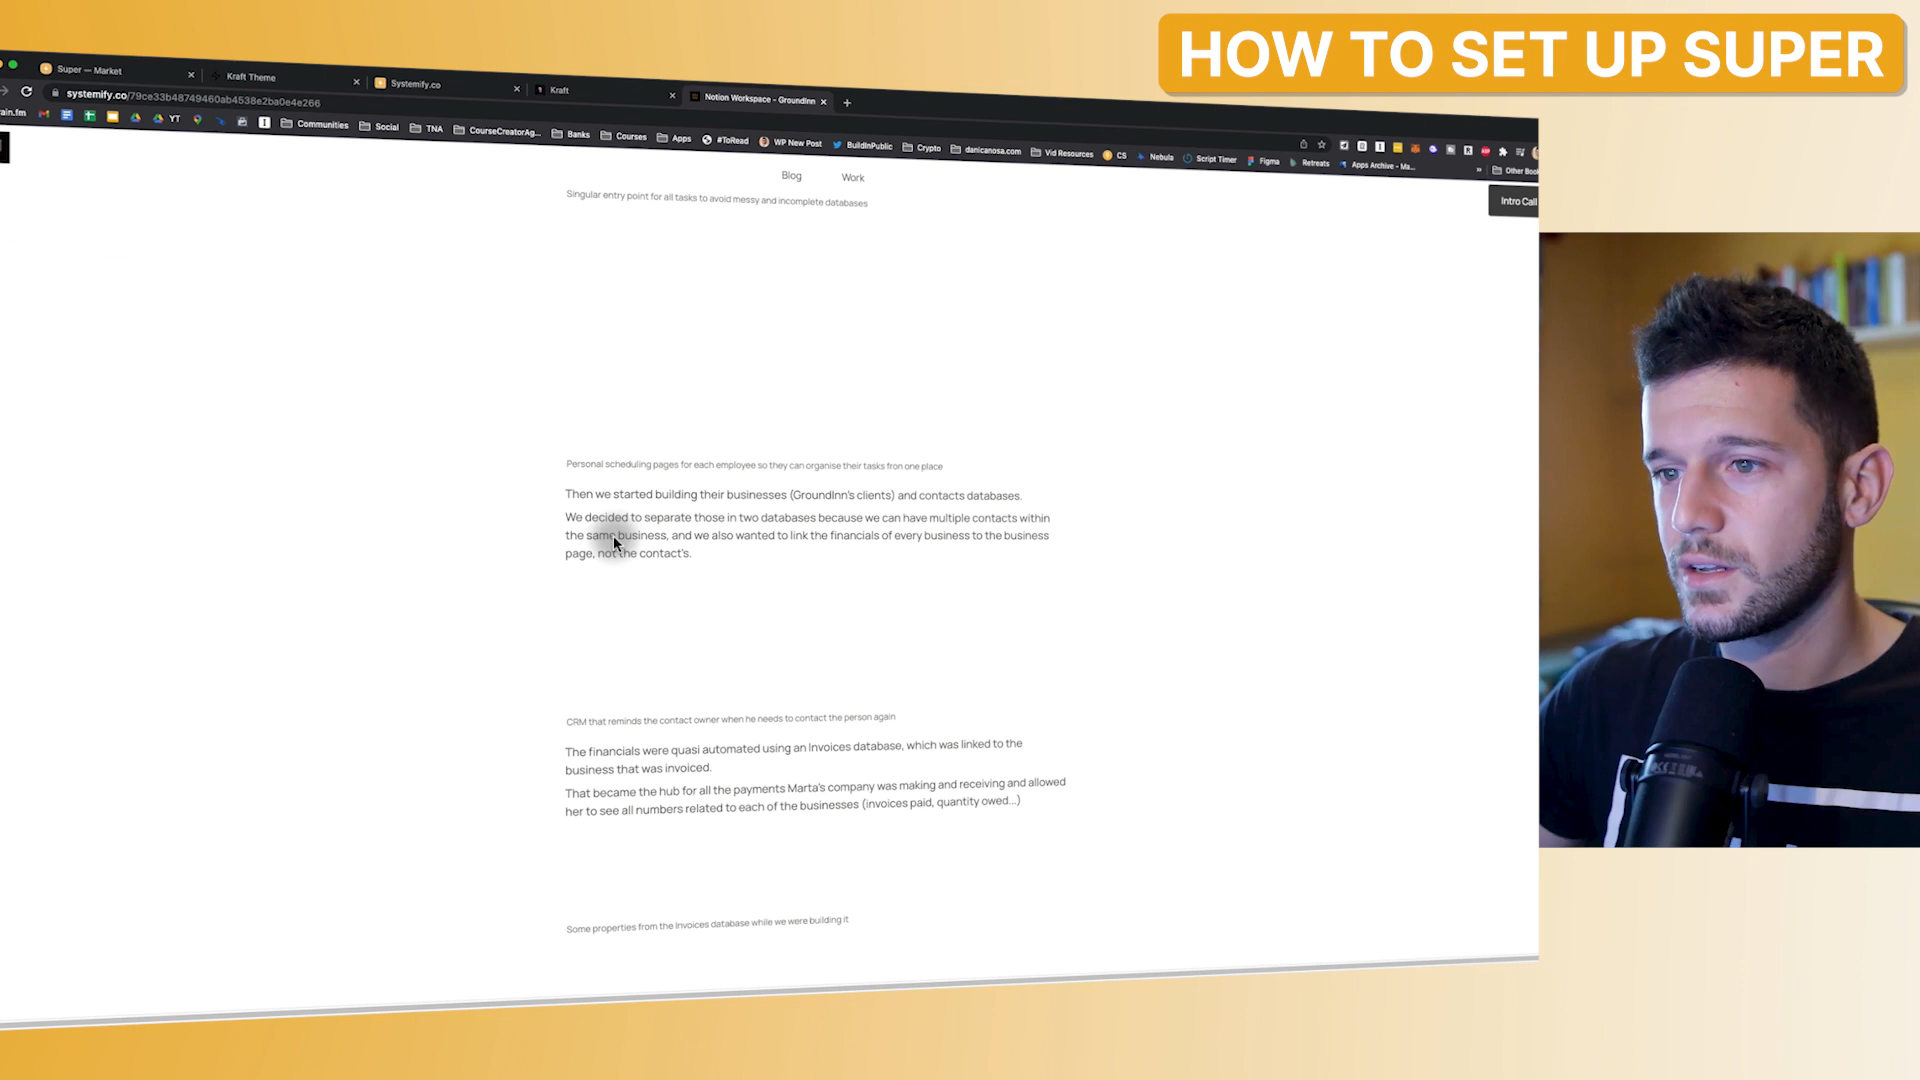 HOW TO SET UP SUPER
Super — Market
Kraft Theme
Systemify.co
Kraft
Notion Workspace - GroundInn
systemify.co/79ce33b48749460ab4538e2ba0e4e266
ain.fm
YT
Communities
Social
TNA
CourseCreatorAg...
Banks
Courses
Apps
#ToRead
WP New Post
BuildInPublic
Crypto
danicanosa.com
Vid Resources
CS
Nebula
Script Timer
Figma
Retreats
Apps Archive - Ma...
Other Boo
Blog
Work
Intro Call
Singular entry point for all tasks to avoid messy and incomplete databases
Personal scheduling pages for each employee so they can organise their tasks fron one place
Then we started building their businesses (GroundInn's clients) and contacts databases.
We decided to separate those in two databases because we can have multiple contacts within
the same business, and we also wanted to link the financials of every business to the business
page, not the contact's.
CRM that reminds the contact owner when he needs to contact the person again
The financials were quasi automated using an Invoices database, which was linked to the
business that was invoiced.
That became the hub for all the payments Marta's company was making and receiving and allowed
her to see all numbers related to each of the businesses (invoices paid, quantity owed...)
Some properties from the Invoices database while we were building it